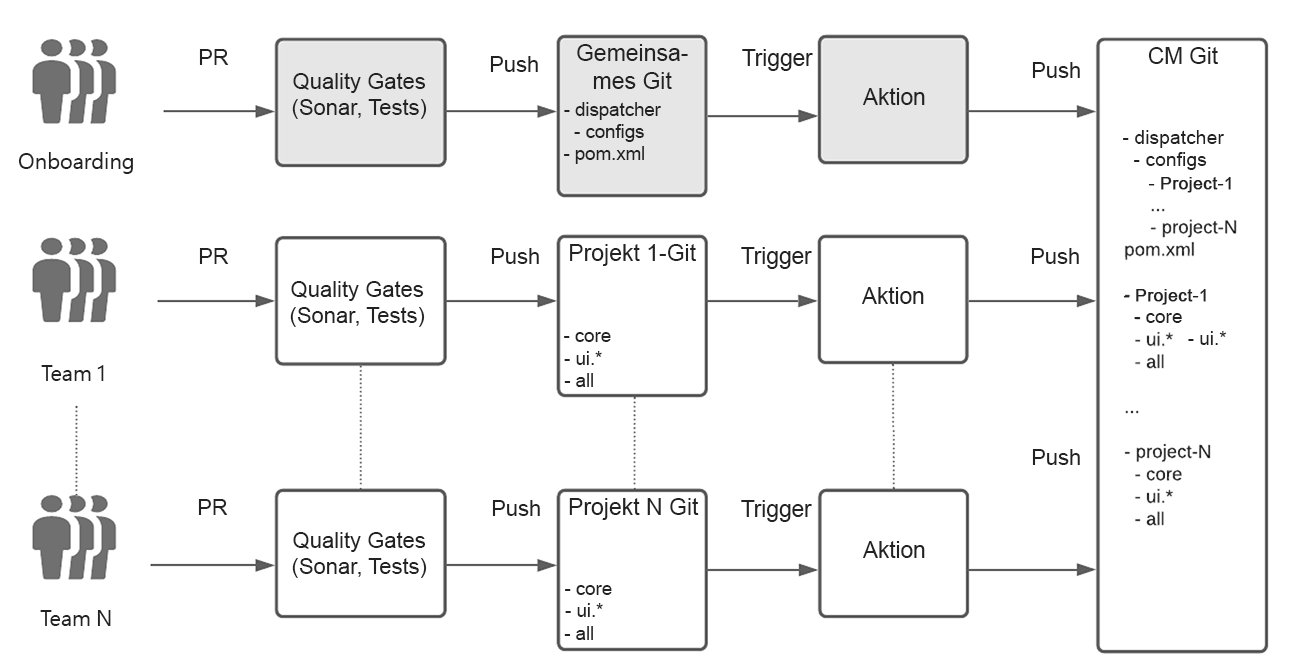 PR
Quality Gates
(Sonar, Tests)
Push
Gemeinsa-
mes Git
- dispatcher
- configs
- pom.xml
Trigger
Aktion
Push
Onboarding
PR
Quality Gates
(Sonar, Tests)
Push
Projekt 1-Git
- core
- ui.*
- all
Trigger
Aktion
Push
Team 1
PR
Quality Gates
(Sonar, Tests)
Push
Projekt N Git
- core
- ui.*
- all
Trigger
Aktion
Push
Team N
CM Git
- dispatcher
- configs
- Project-1
...
- project-N
pom.xml
- Project-1
- core
- ui.* - ui.*
- all
...
- project-N
- core
- ui.*
- all